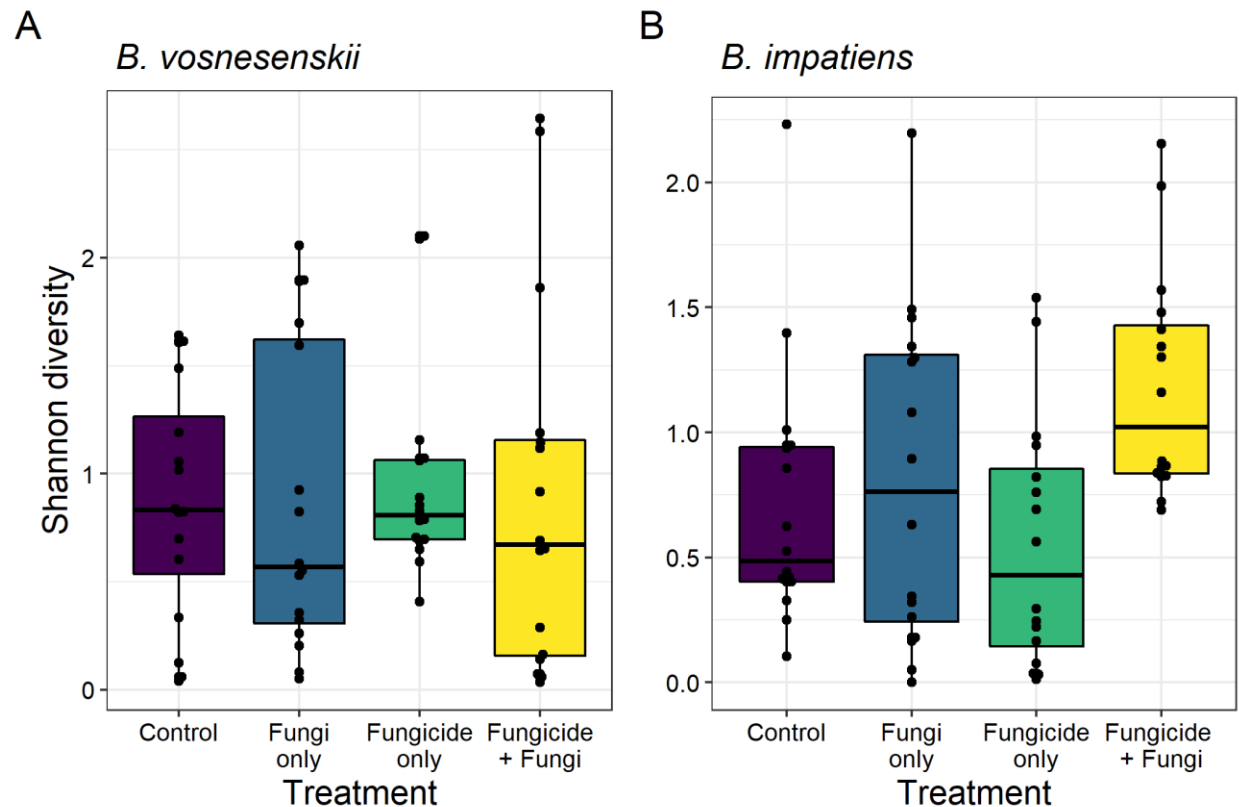 A
B. vosnesenskii
Shannon diversity
2
1
0
Control
Fungi
only
Fungicide
only
Fungicide
+ Fungi
Treatment
B
B. impatiens
2.0
1.5
1.0
0.5
0.0
Control
Fungi
only
Fungicide
only
Fungicide
+ Fungi
Treatment